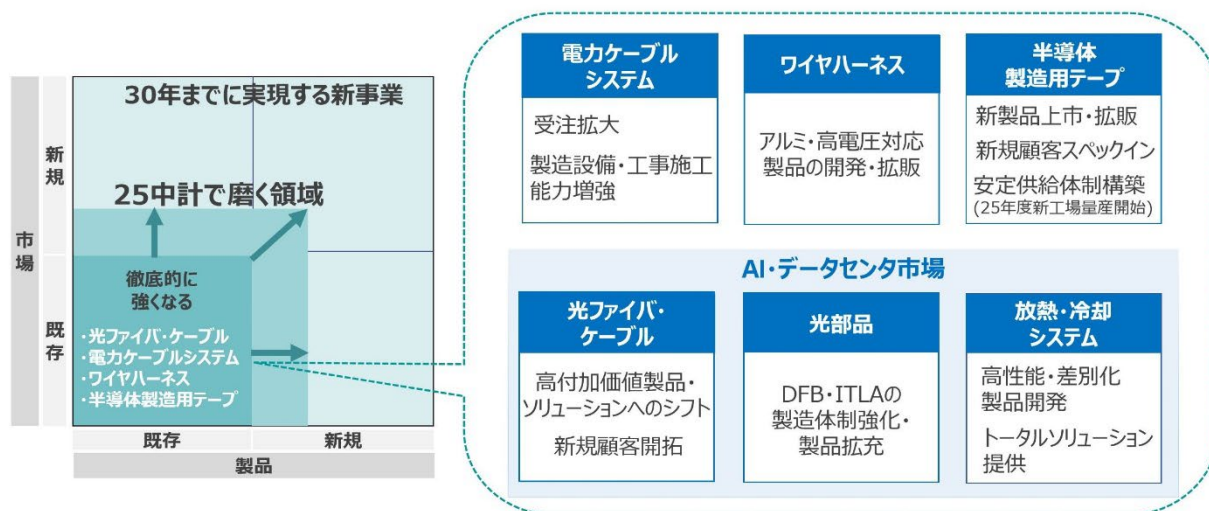 30年までに実現する新事業
25中計で磨く領域
徹底的に
強くなる
・光ファイバ・ケーブル
・電力ケーブルシステム
・ワイヤハーネス
・半導体製造用テープ
市場
新規
既存
既存
新規
製品
電力ケーブル
システム
受注拡大
製造設備・工事施工
能力増強
ワイヤハーネス
アルミ・高電圧対応
製品の開発・拡販
半導体
製造用テープ
新製品上市・拡販
新規顧客スペックイン
安定供給体制構築
(25年度新工場量産開始)
AI・データセンタ市場
光ファイバ・
ケーブル
高付加価値製品・
ソリューションへのシフト
新規顧客開拓
光部品
DFB・ITLAの
製造体制強化・
製品拡充
放熱・冷却
システム
高性能・差別化
製品開発
トータルソリューション
提供